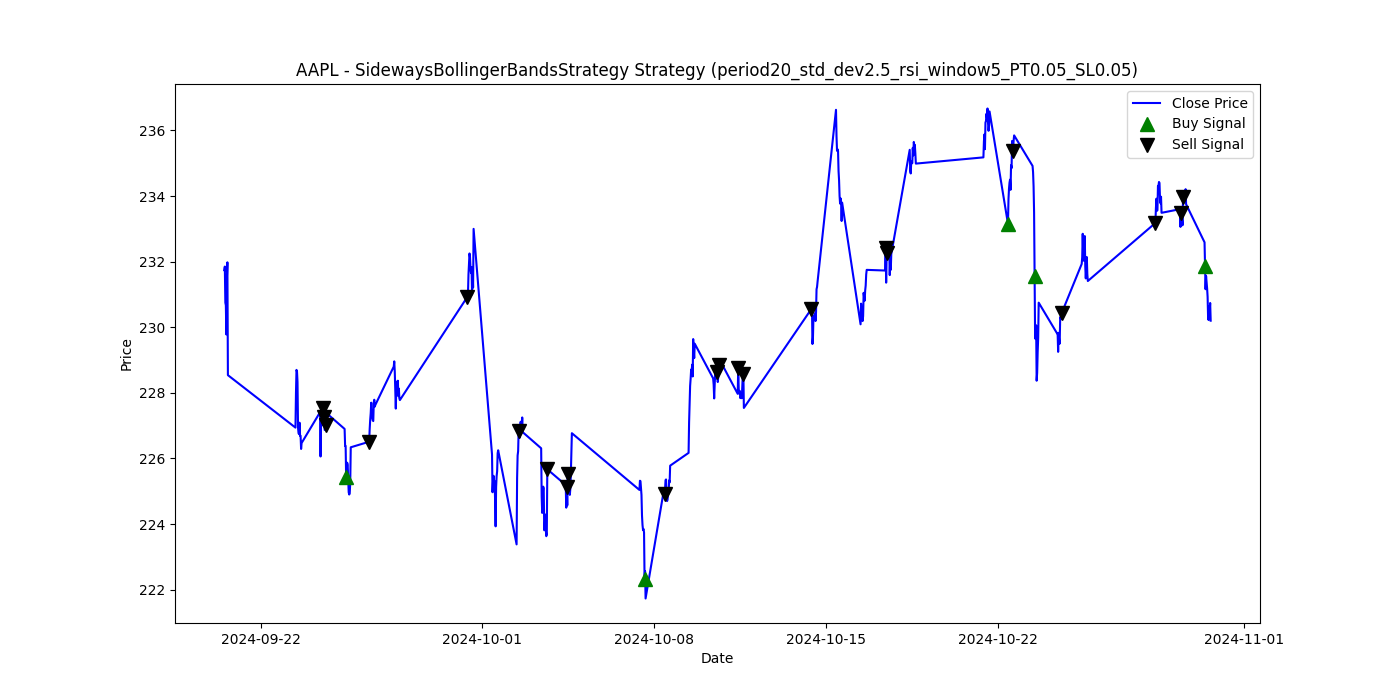 AAPL - SidewaysBollingerBandsStrategy Strategy (period20_std_dev2.5_rsi_window5_PT0.05_SL0.05)
Close Price
Buy Signal
Sell Signal
236
234
232
230
228
226
224
222
Price
2024-09-22
2024-10-01
2024-10-08
2024-10-15
2024-10-22
2024-11-01
Date